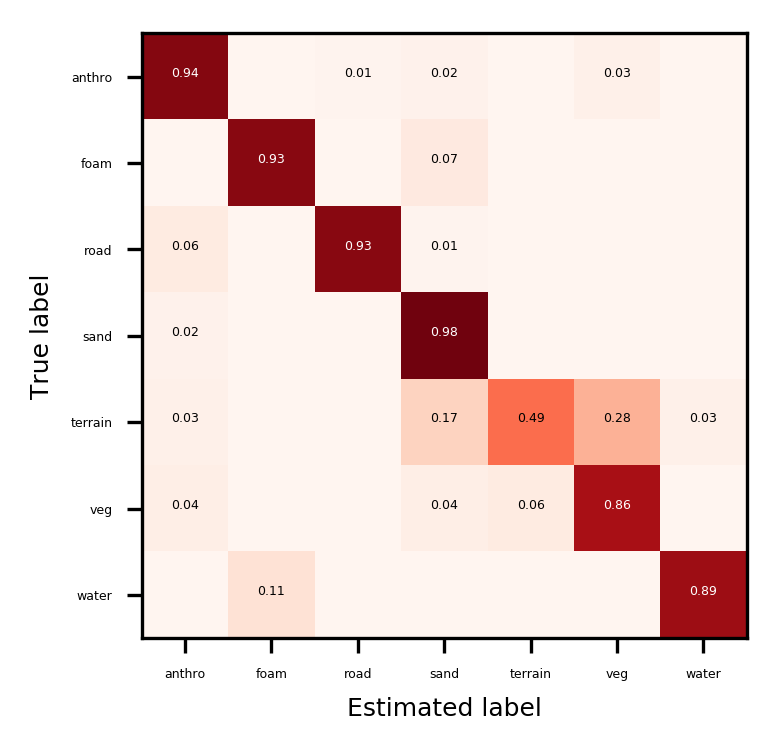 anthro 0.94 0.01 0.02 0.03
foam 0.93 0.07
road 0.06 0.93 0.01
sand 0.02 0.98
terrain 0.03 0.17 0.49 0.28 0.03
veg 0.04 0.04 0.06 0.86
water 0.11 0.89
True label
anthro foam road sand terrain veg water
Estimated label